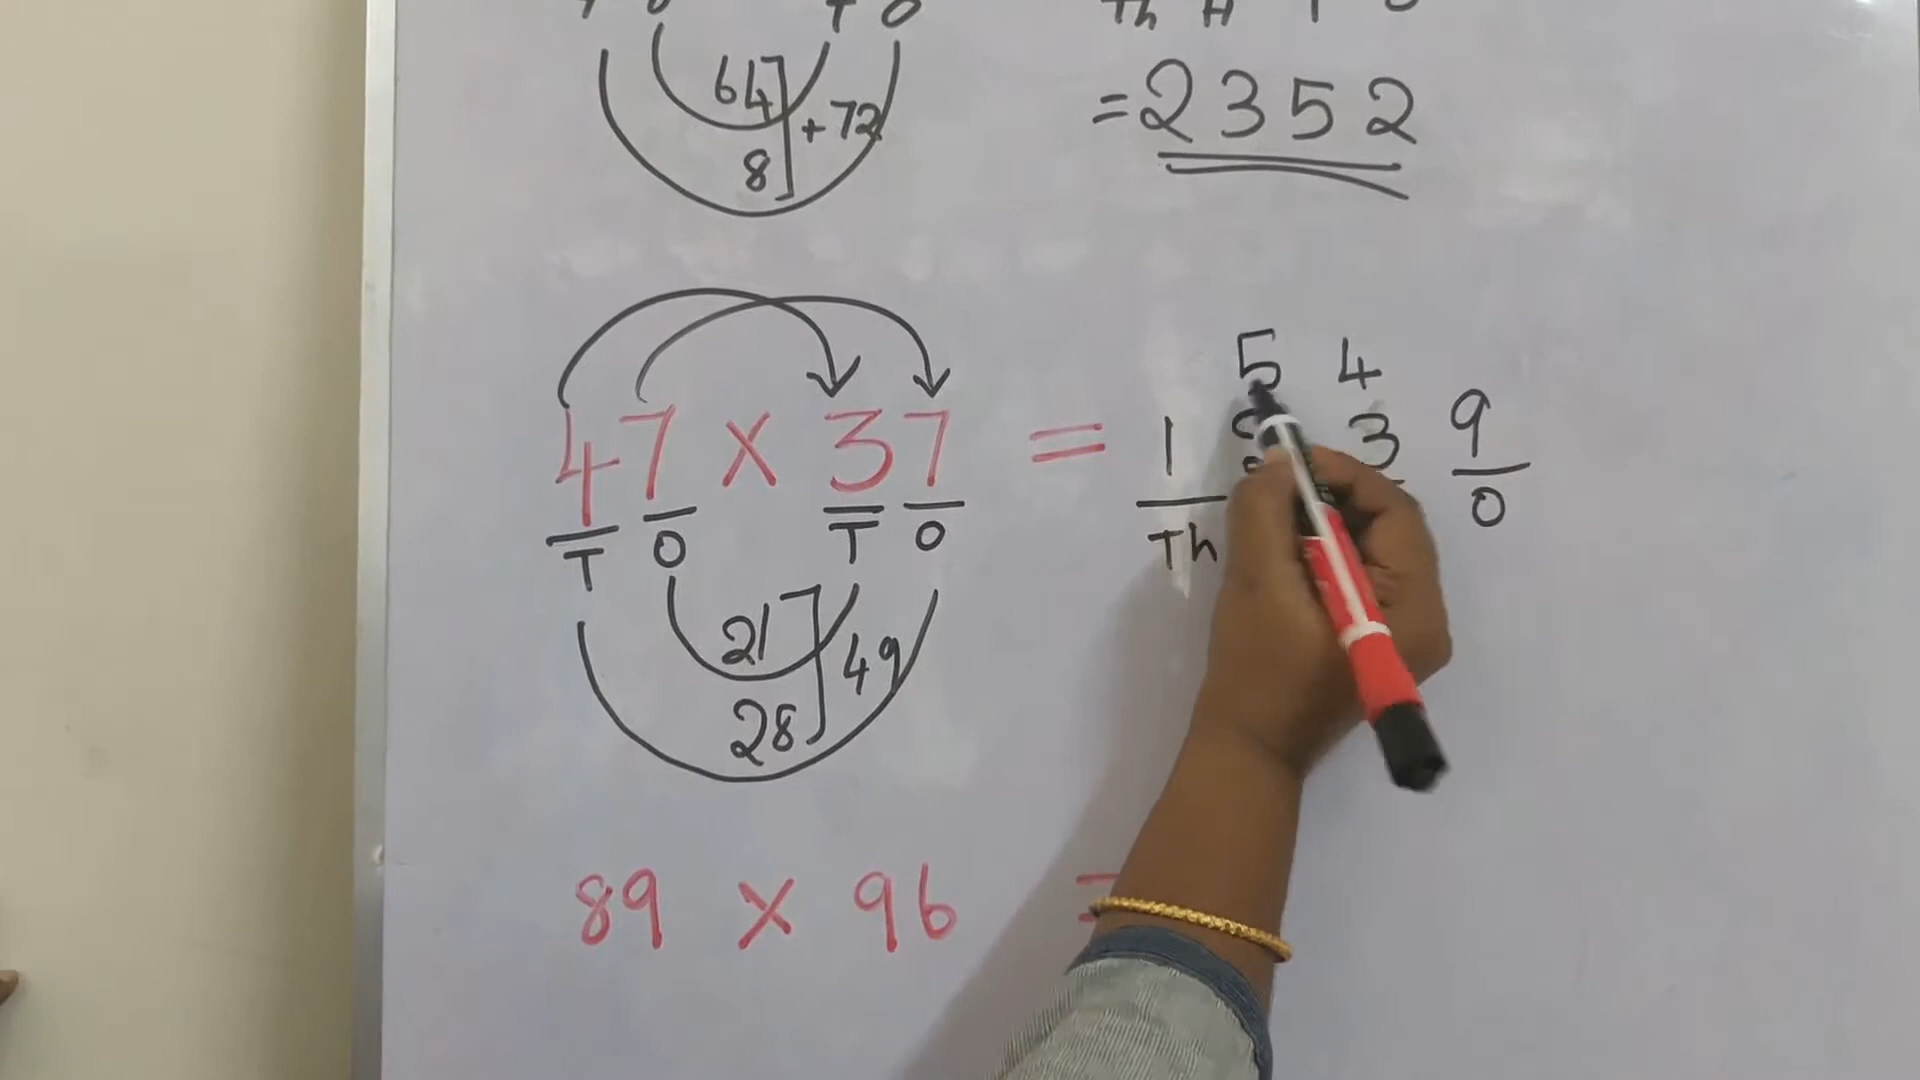 Th H T O
64
+ 72
8
= 2352
5 4
47 × 37 = 1 3 9
T O T O Th O
21
49
28
89 × 96 =